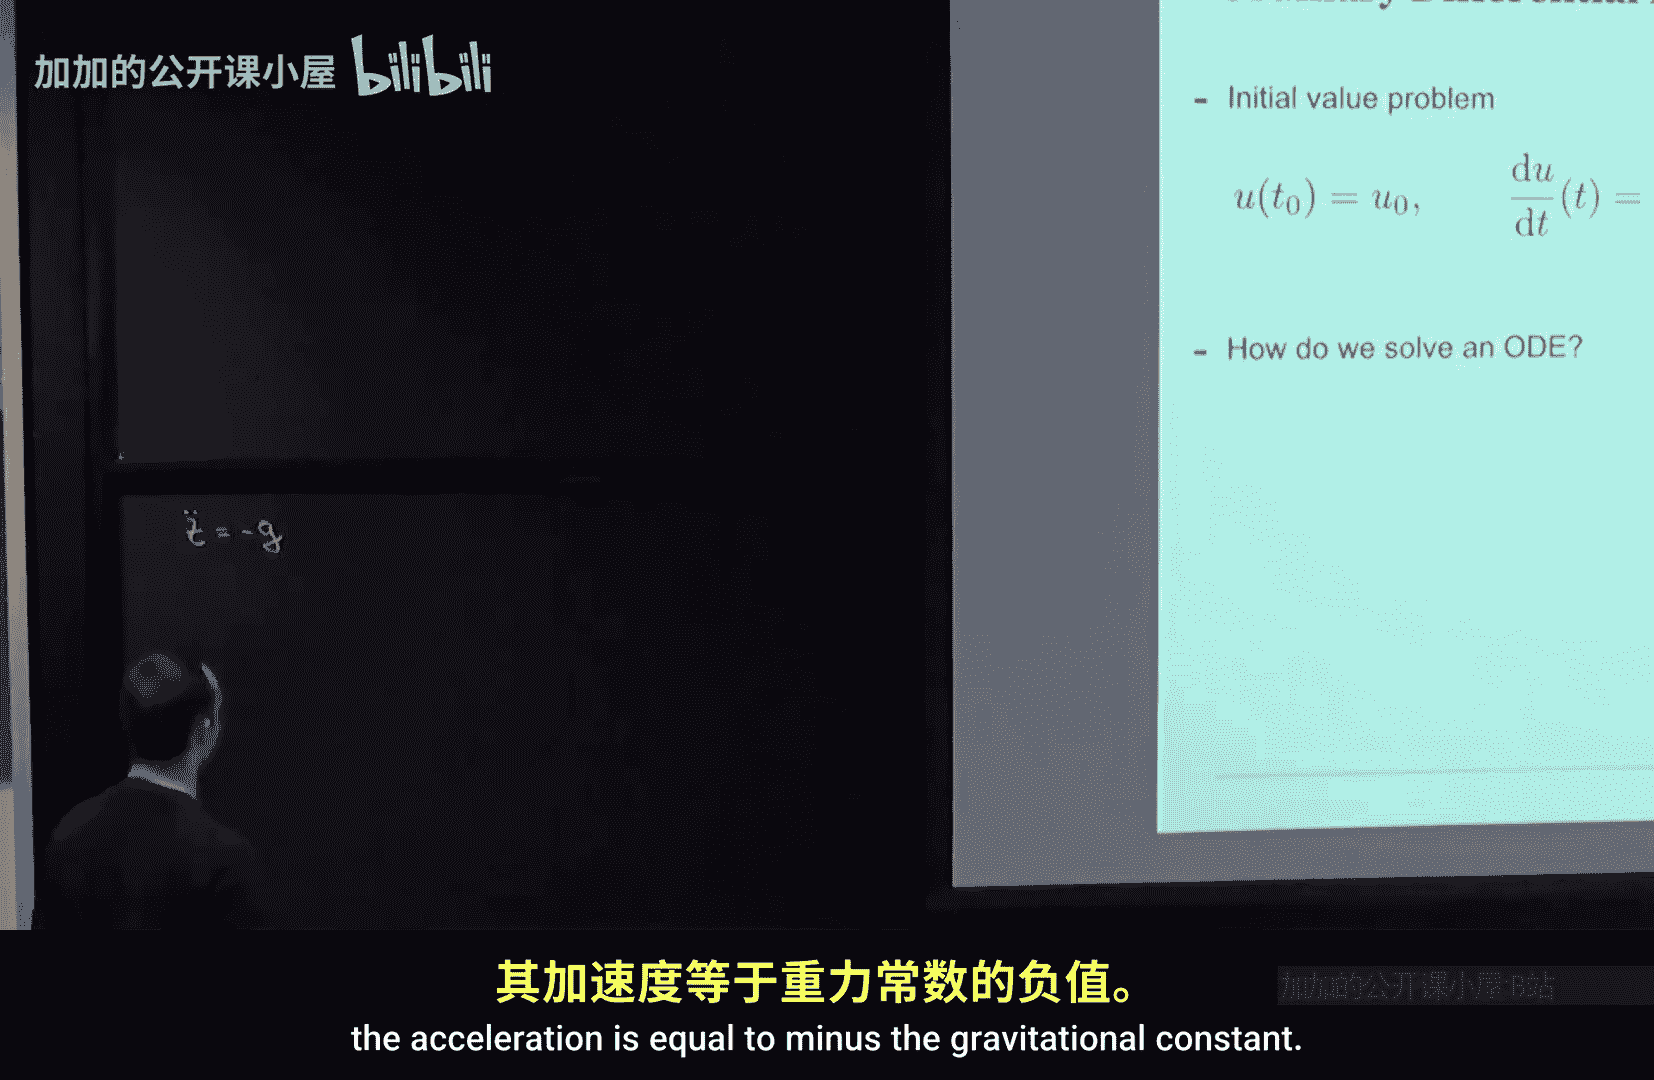 加加的公开课小屋 bilibili
- Initial value problem
u(t₀) = u₀, du/dt (t) =
- How do we solve an ODE?
z̈ = -g
其加速度等于重力常数的负值。
the acceleration is equal to minus the gravitational constant.
加加的公开课小屋-B站